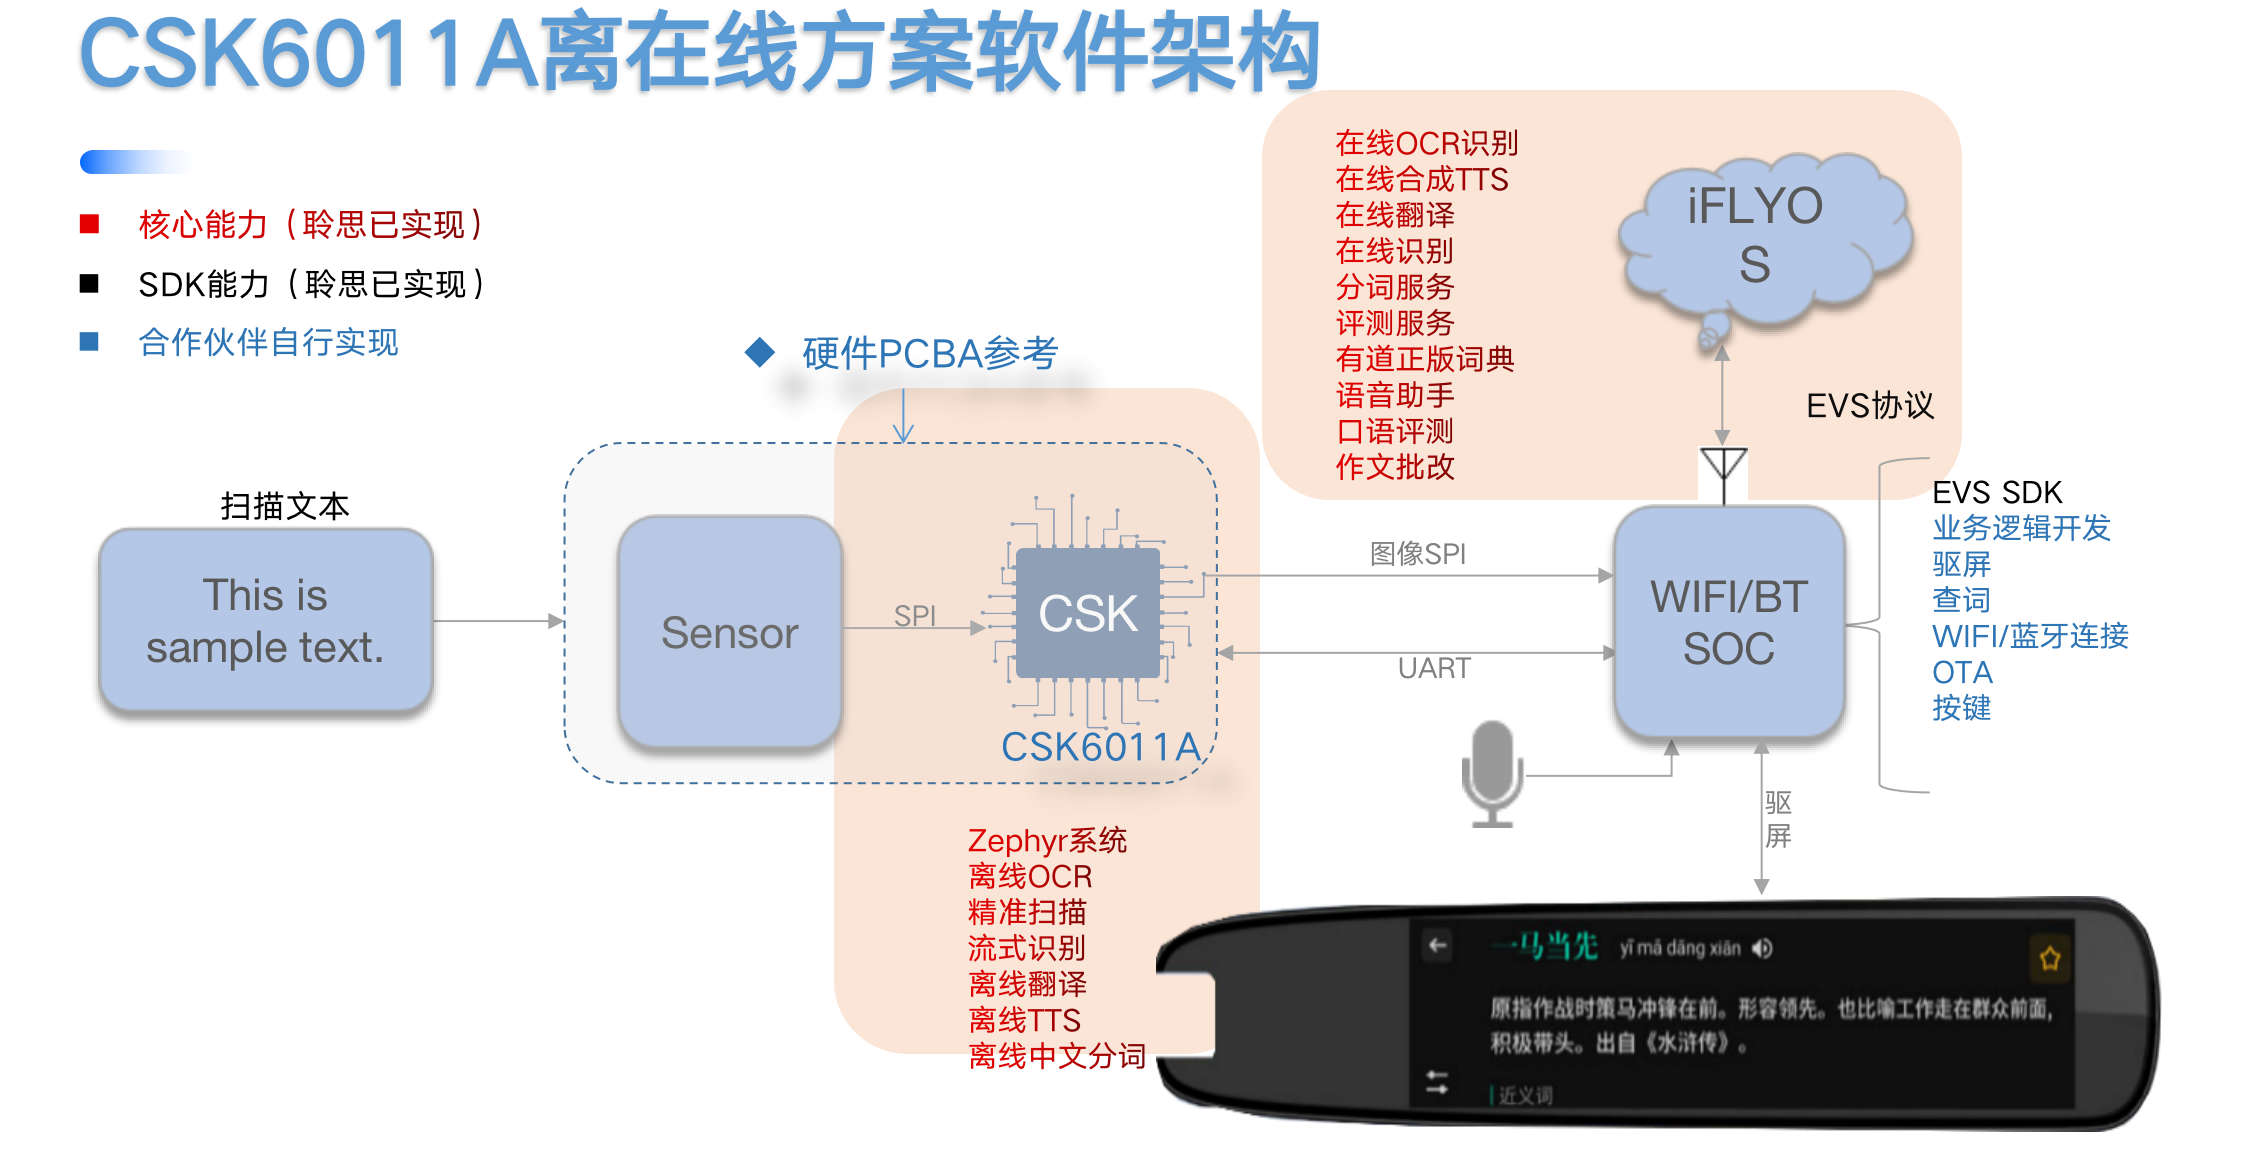 CSK6011A离在线方案软件架构
核心能力（聆思已实现）
SDK能力（聆思已实现）
合作伙伴自行实现
硬件PCBA参考
扫描文本
This is
sample text.
Sensor
SPI
CSK
CSK6011A
Zephyr系统
离线OCR
精准扫描
流式识别
离线翻译
离线TTS
离线中文分词
在线OCR识别
在线合成TTS
在线翻译
在线识别
分词服务
评测服务
有道正版词典
语音助手
口语评测
作文批改
iFLYO
S
EVS协议
图像SPI
UART
WIFI/BT
SOC
EVS SDK
业务逻辑开发
驱屏
查词
WIFI/蓝牙连接
OTA
按键
驱
屏
一马当先 yī mǎ dāng xiān
原指作战时策马冲锋在前。形容领先。也比喻工作走在群众前面,
积极带头。出自《水浒传》。
近义词